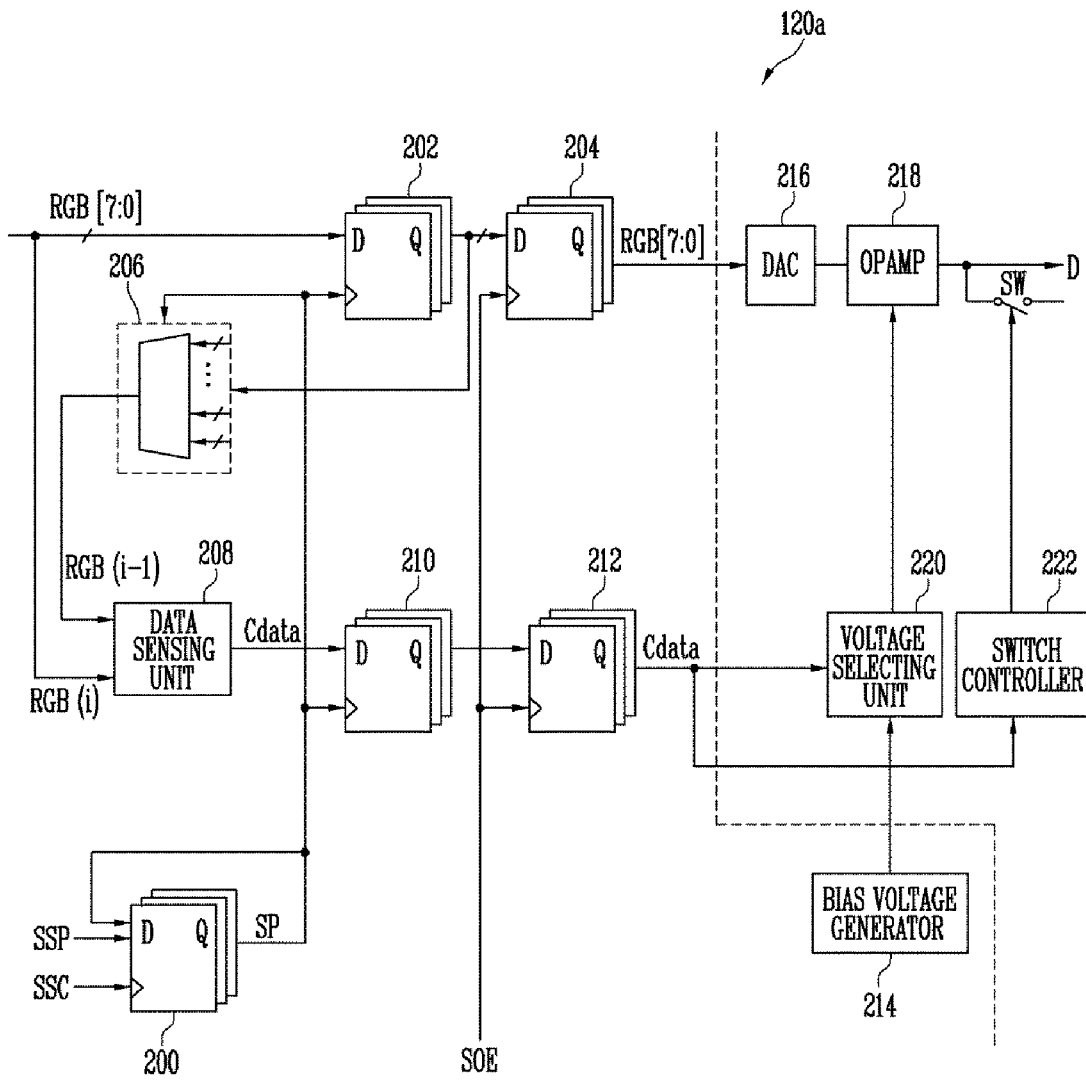 120a
202
204
216
218
RGB [7:0]
D Q
D Q
RGB[7:0]
DAC
OPAMP
D
SW
206
RGB (i-1)
208
210
212
220
222
DATA
SENSING
UNIT
Cdata
D Q
D Q
Cdata
VOLTAGE
SELECTING
UNIT
SWITCH
CONTROLLER
RGB (i)
SSP
D Q
SP
SSC
BIAS VOLTAGE
GENERATOR
200
SOE
214